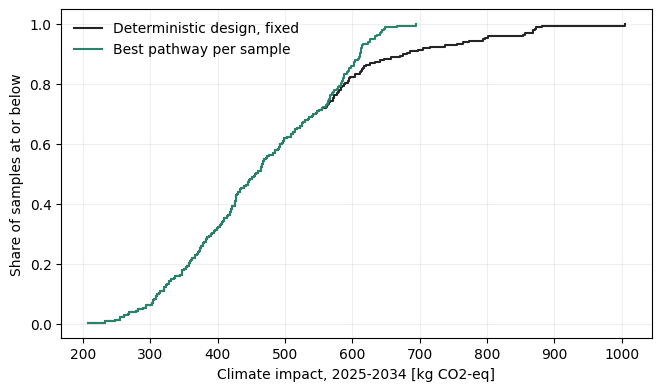 Deterministic design, fixed
Best pathway per sample
Share of samples at or below
1.0
0.8
0.6
0.4
0.2
0.0
200 300 400 500 600 700 800 900 1000
Climate impact, 2025-2034 [kg CO2-eq]